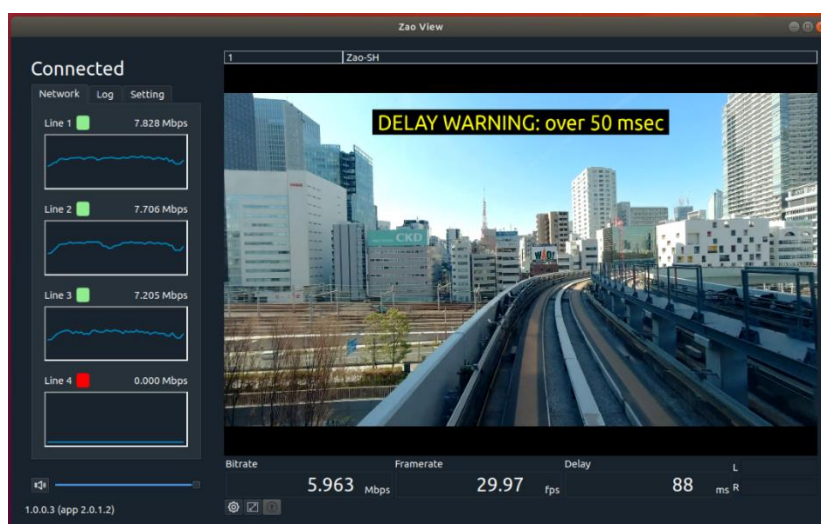 Zao View
Connected
Network Log Setting
Line 1 7.828 Mbps
Line 2 7.706 Mbps
Line 3 7.205 Mbps
Line 4 0.000 Mbps
1.0.0.3 (app 2.0.1.2)
1 Zao-SH
DELAY WARNING: over 50 msec
CKD
Bitrate Framerate Delay
5.963 Mbps 29.97 fps 88 ms
L
R